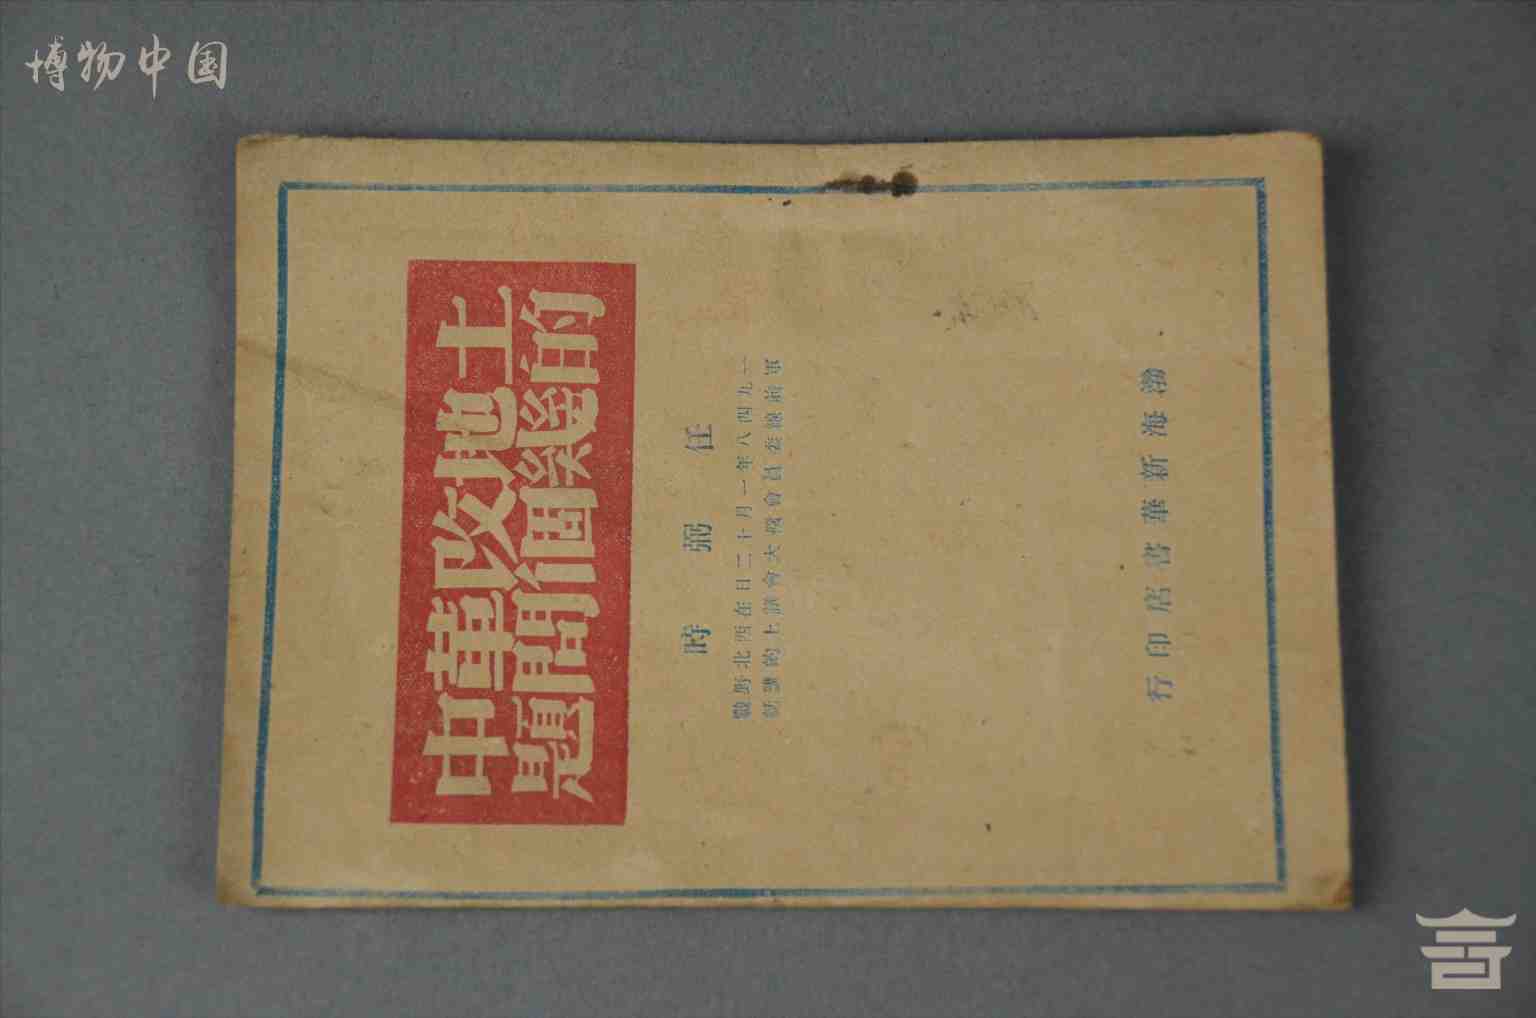 博物中国
土地改革中
的幾個問題
任弼時
一九四八年一月十二日在西北野戰
軍前線委員會擴大會議上的講話
渤海新華書店印行